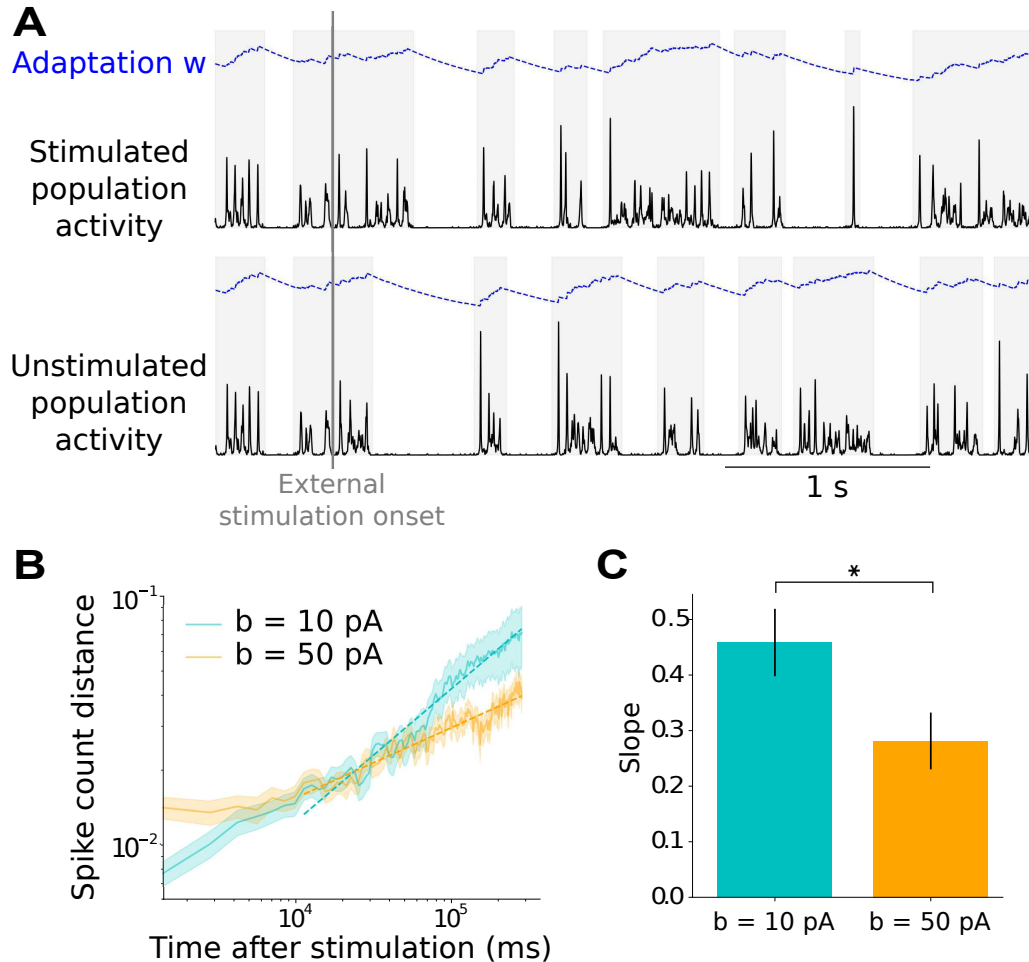 A
Adaptation w
Stimulated
population
activity
Unstimulated
population
activity
External
stimulation onset
1 s
B
Spike count distance
10⁻¹
10⁻²
b = 10 pA
b = 50 pA
10⁴
10⁵
Time after stimulation (ms)
C
*
Slope
0.5
0.4
0.3
0.2
0.1
0.0
b = 10 pA
b = 50 pA